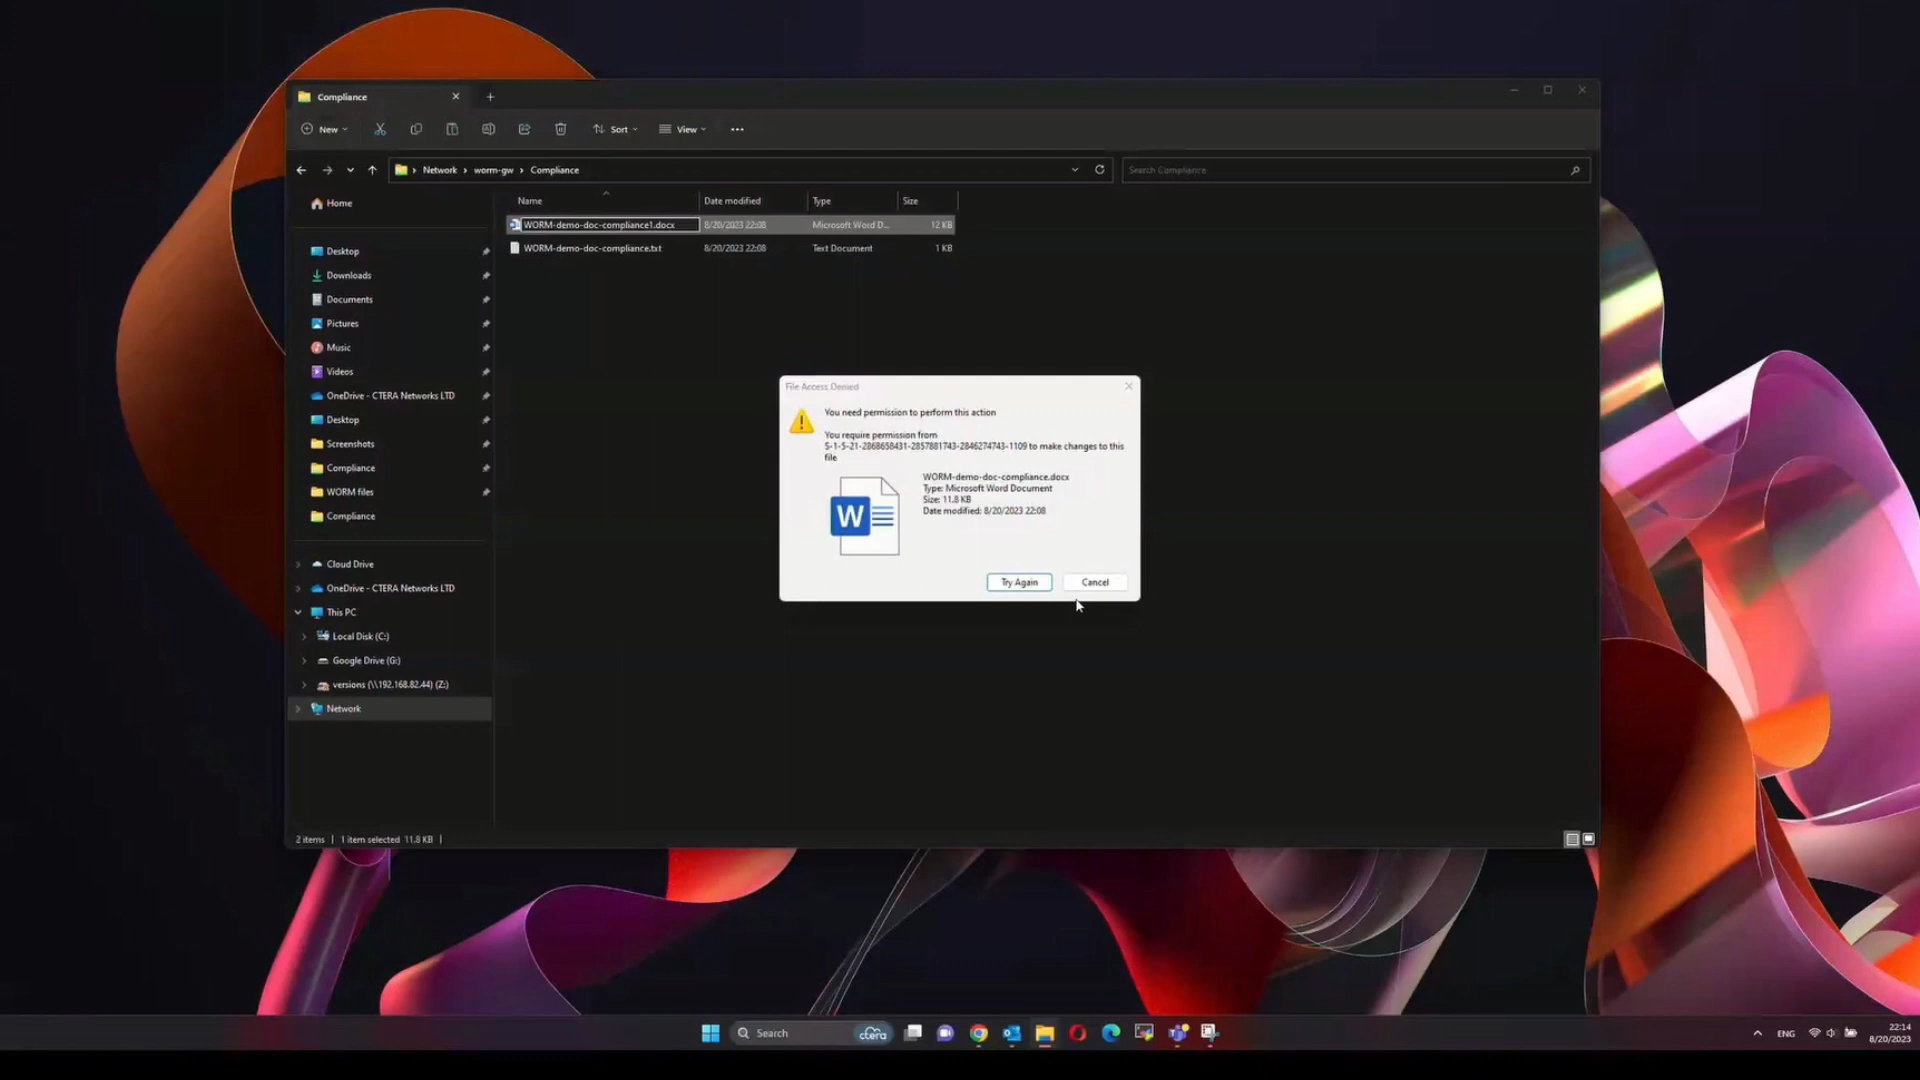 Compliance
New
Sort
View
Network > worm-gw > Compliance
Search Compliance
Home
Desktop
Downloads
Documents
Pictures
Music
Videos
OneDrive - CTERA Networks LTD
Desktop
Screenshots
Compliance
WORM files
Compliance
Cloud Drive
OneDrive - CTERA Networks LTD
This PC
Local Disk (C:)
Google Drive (G:)
versions (\\192.168.82.44) (Z:)
Network
Name Date modified Type Size
WORM-demo-doc-compliance1.docx 8/20/2023 22:08 Microsoft Word D... 12 KB
WORM-demo-doc-compliance.txt 8/20/2023 22:08 Text Document 1 KB
File Access Denied
You need permission to perform this action
You require permission from
S-1-5-21-2868658431-2857881743-2846274743-1109 to make changes to this
file
WORM-demo-doc-compliance.docx
Type: Microsoft Word Document
Size: 11.8 KB
Date modified: 8/20/2023 22:08
Try Again
Cancel
2 items | 1 item selected 11.8 KB |
Search
ctera
ENG
22:14
8/20/2023